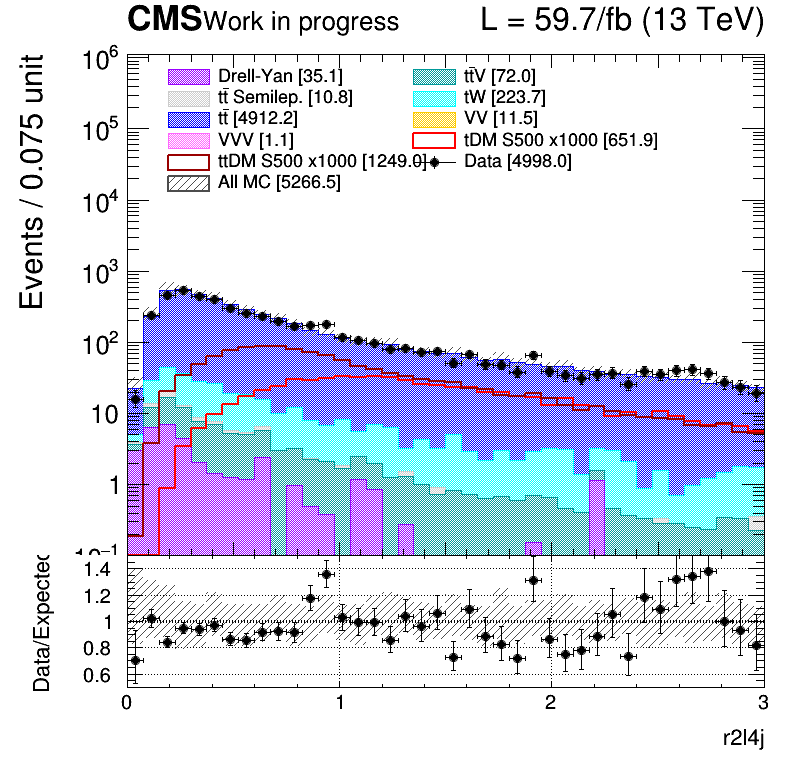 CMS Work in progress L = 59.7/fb (13 TeV)
Events / 0.075 unit
10⁶
10⁵
10⁴
10³
10²
10
1
10⁻¹
Drell-Yan [35.1] tt̄V [72.0]
tt̄ Semilep. [10.8] tW [223.7]
tt̄ [4912.2] VV [11.5]
VVV [1.1] tDM S500 x1000 [651.9]
ttDM S500 x1000 [1249.0] Data [4998.0]
All MC [5266.5]
Data/Expected
1.4
1.2
1
0.8
0.6
0 1 2 3
r2l4j